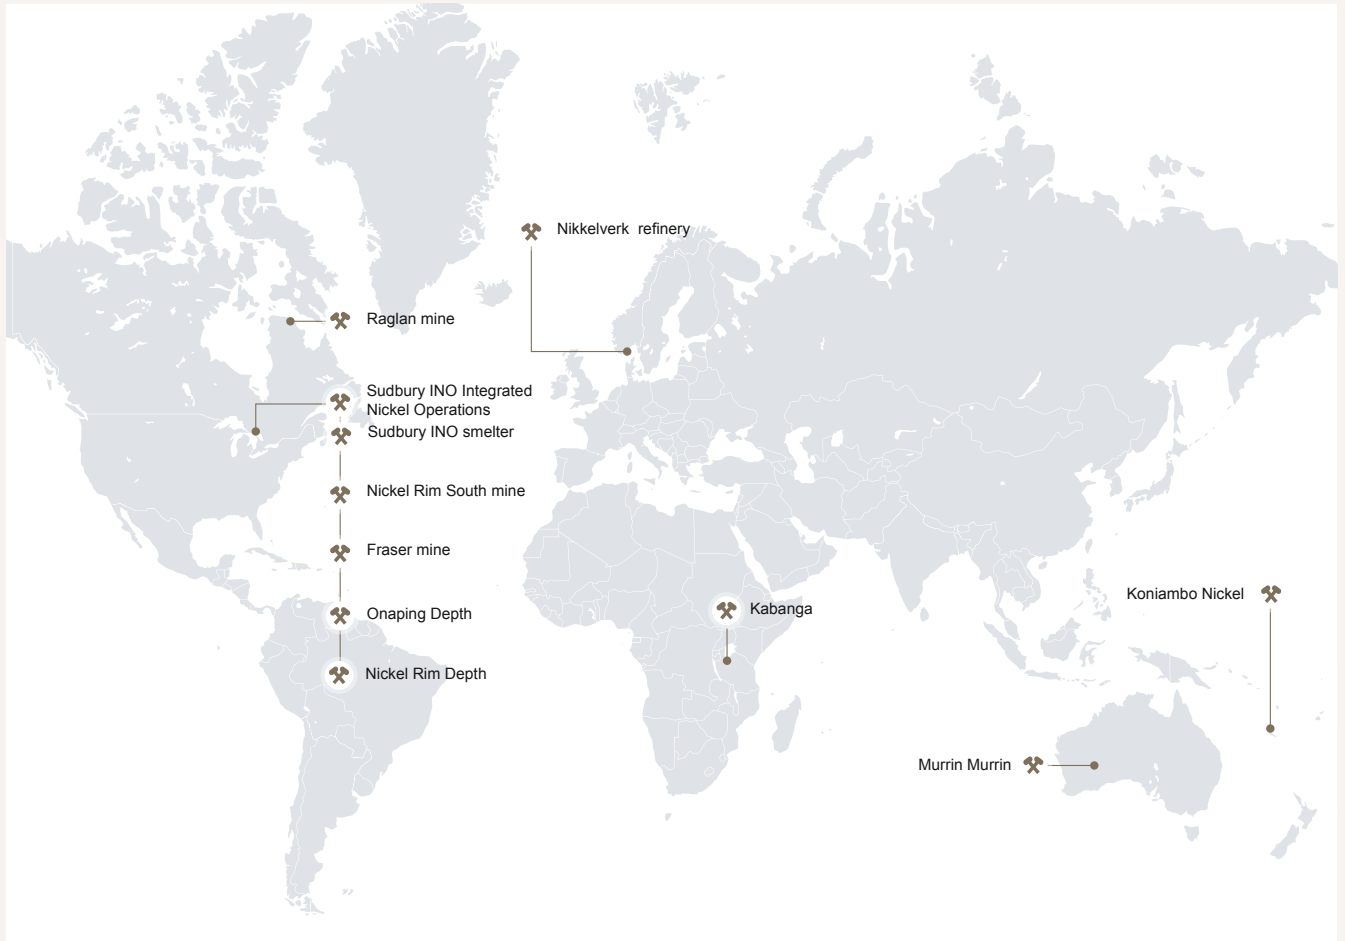 Nikkelverk refinery
Raglan mine
Sudbury INO Integrated
Nickel Operations
Sudbury INO smelter
Nickel Rim South mine
Fraser mine
Onaping Depth
Nickel Rim Depth
Kabanga
Koniambo Nickel
Murrin Murrin